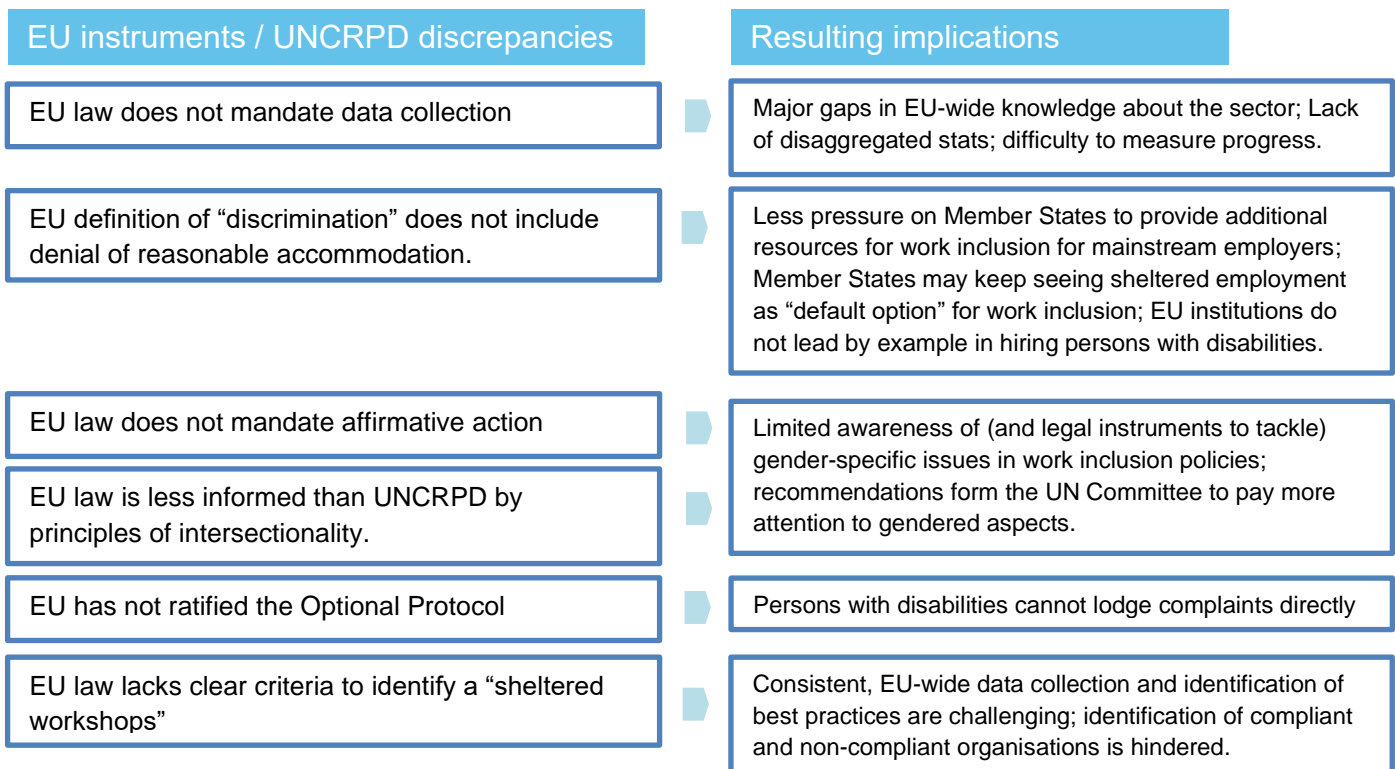 EU instruments / UNCRPD discrepancies
Resulting implications
EU law does not mandate data collection
Major gaps in EU-wide knowledge about the sector; Lack
of disaggregated stats; difficulty to measure progress.
EU definition of “discrimination” does not include
denial of reasonable accommodation.
Less pressure on Member States to provide additional
resources for work inclusion for mainstream employers;
Member States may keep seeing sheltered employment
as “default option” for work inclusion; EU institutions do
not lead by example in hiring persons with disabilities.
EU law does not mandate affirmative action
EU law is less informed than UNCRPD by
principles of intersectionality.
Limited awareness of (and legal instruments to tackle)
gender-specific issues in work inclusion policies;
recommendations form the UN Committee to pay more
attention to gendered aspects.
EU has not ratified the Optional Protocol
Persons with disabilities cannot lodge complaints directly
EU law lacks clear criteria to identify a “sheltered
workshops”
Consistent, EU-wide data collection and identification of
best practices are challenging; identification of compliant
and non-compliant organisations is hindered.